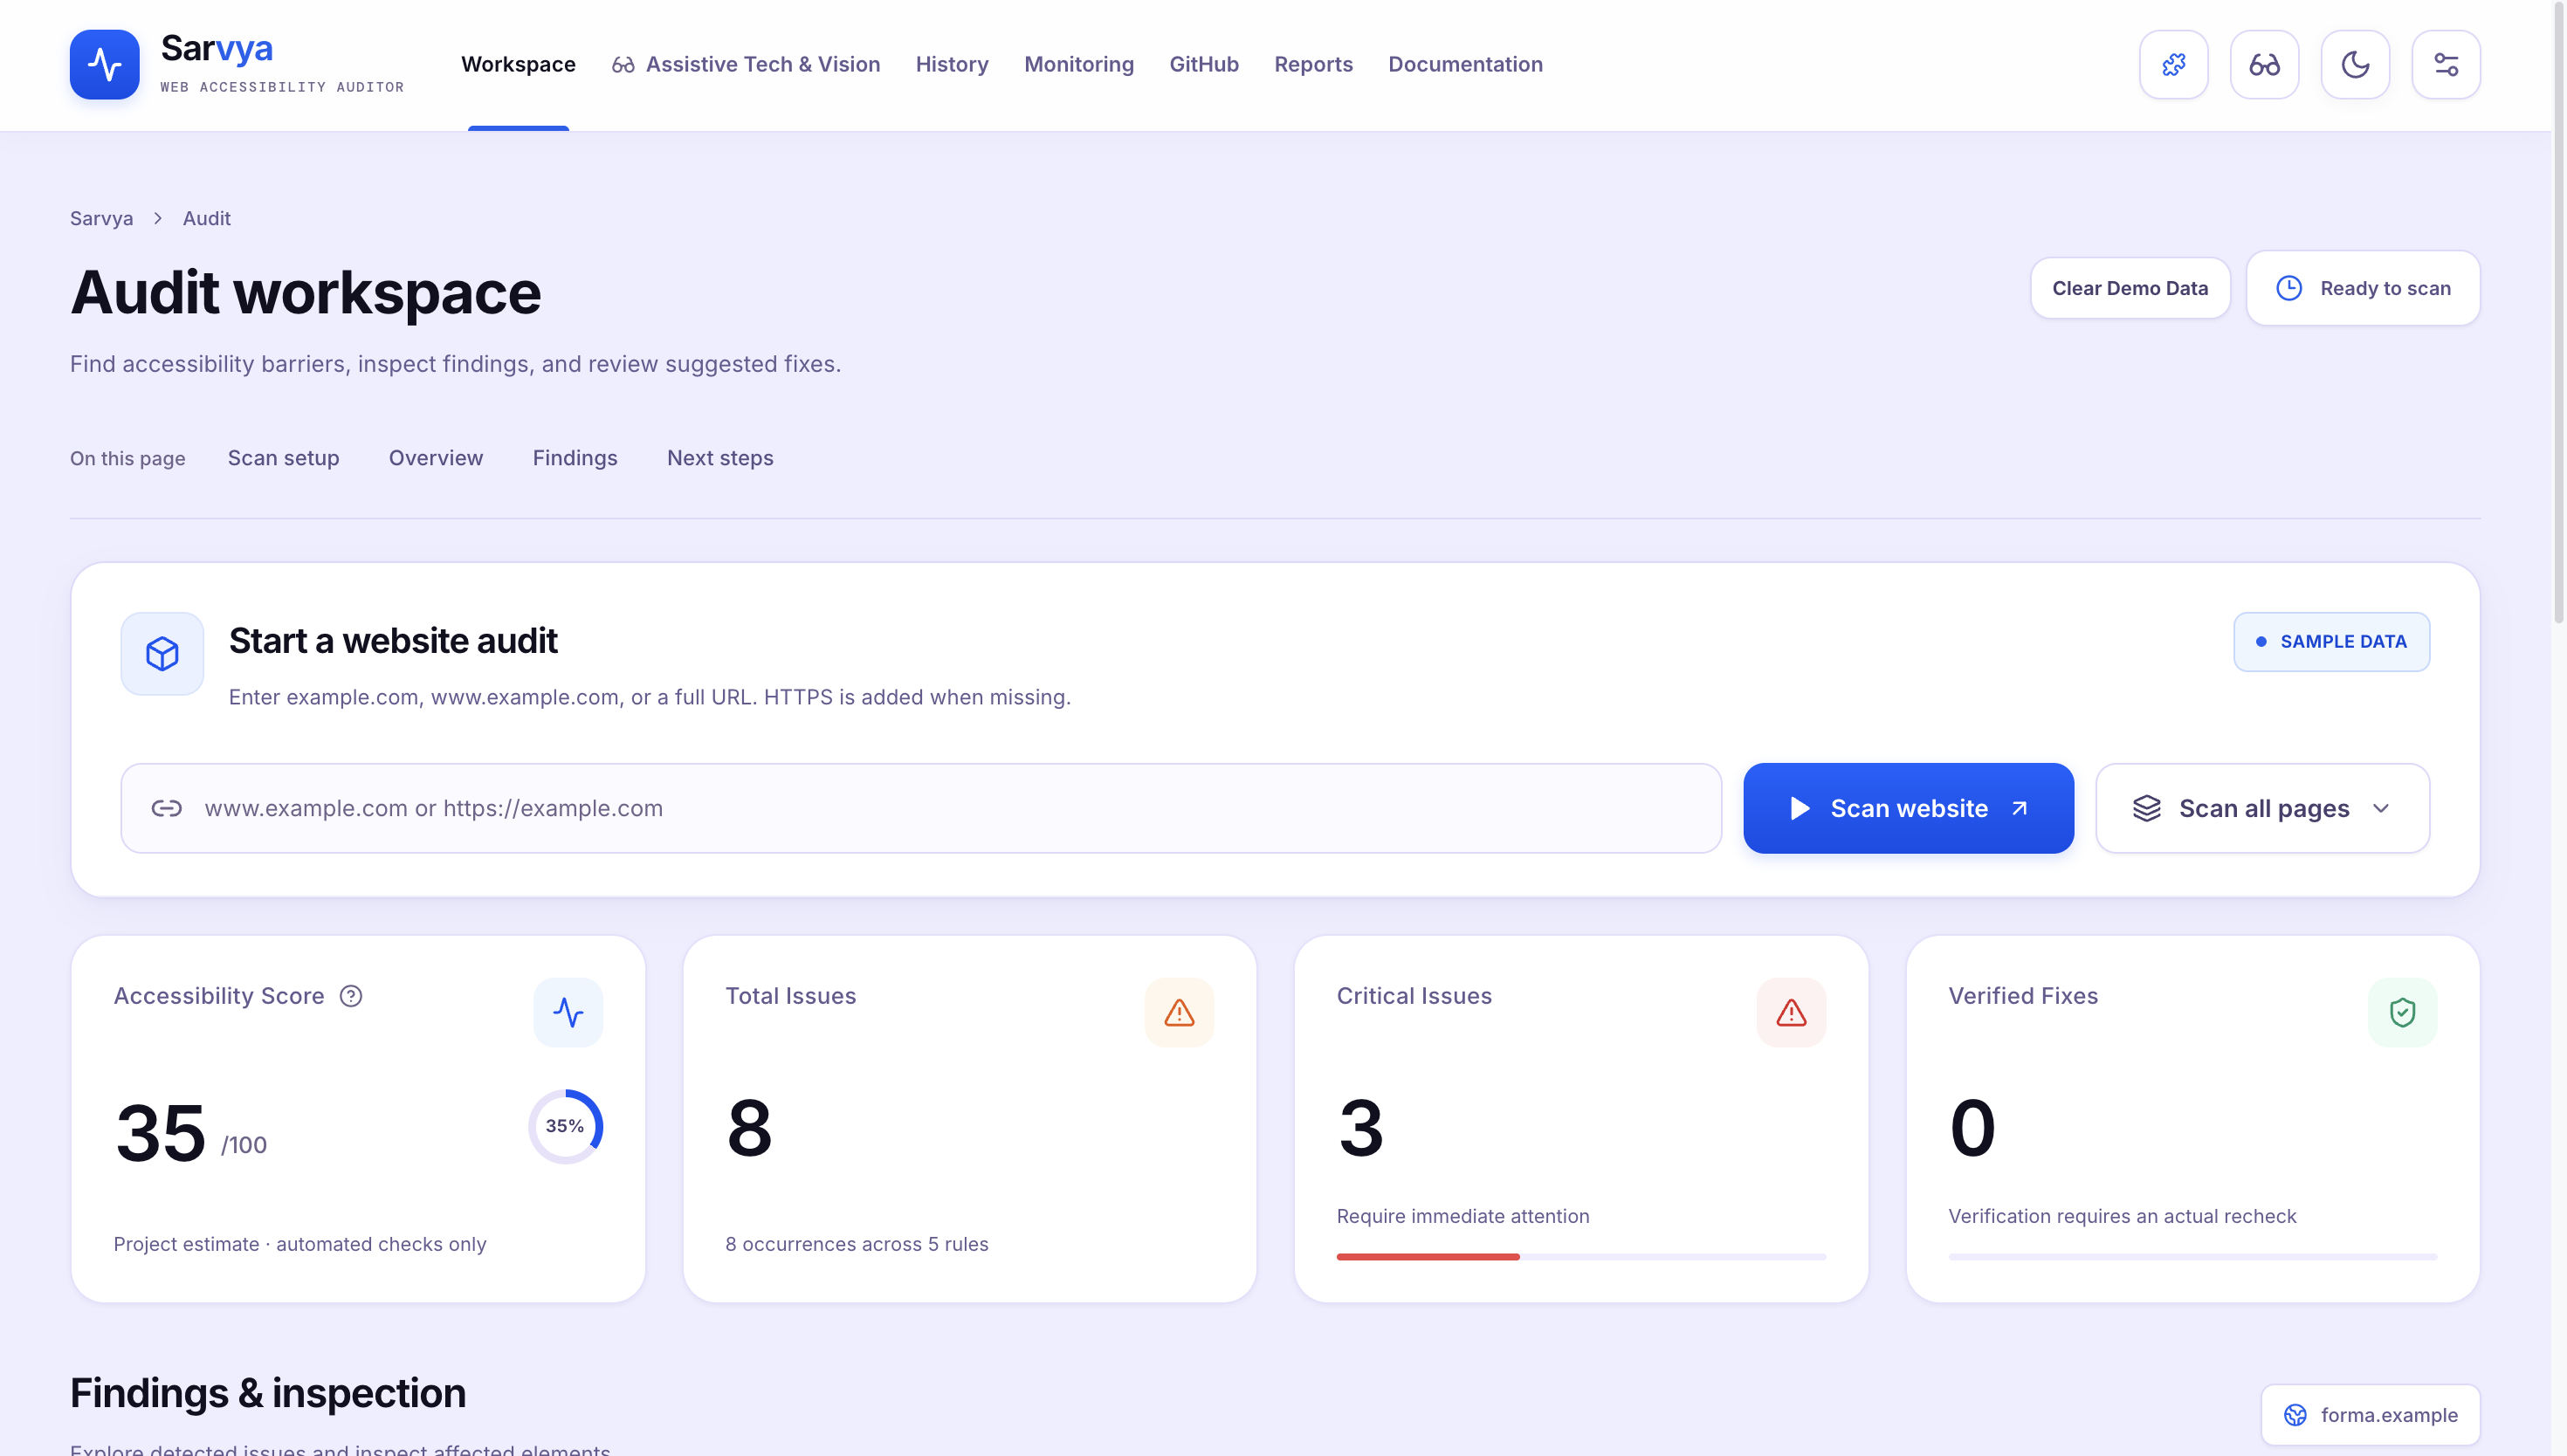 Sarvya
WEB ACCESSIBILITY AUDITOR
Workspace
Assistive Tech & Vision
History
Monitoring
GitHub
Reports
Documentation
Sarvya > Audit
Audit workspace
Clear Demo Data
Ready to scan
Find accessibility barriers, inspect findings, and review suggested fixes.
On this page
Scan setup
Overview
Findings
Next steps
Start a website audit
SAMPLE DATA
Enter example.com, www.example.com, or a full URL. HTTPS is added when missing.
www.example.com or https://example.com
Scan website
Scan all pages
Accessibility Score
35 /100
35%
Project estimate · automated checks only
Total Issues
8
8 occurrences across 5 rules
Critical Issues
3
Require immediate attention
Verified Fixes
0
Verification requires an actual recheck
Findings & inspection
forma.example
Explore detected issues and inspect affected elements